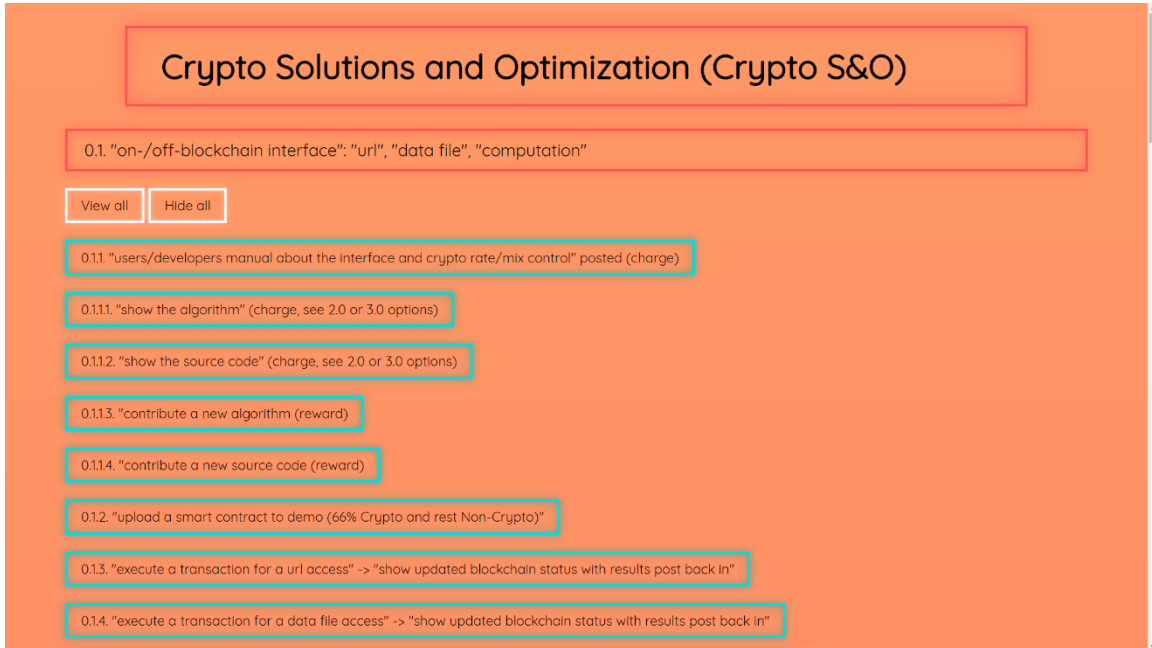 Crypto Solutions and Optimization (Crypto S&O)
0.1. "on-/off-blockchain interface": "url", "data file", "computation"
View all
Hide all
0.1.1. "users/developers manual about the interface and crypto rate/mix control" posted (charge)
0.1.1.1. "show the algorithm" (charge, see 2.0 or 3.0 options)
0.1.1.2. "show the source code" (charge, see 2.0 or 3.0 options)
0.1.1.3. "contribute a new algorithm (reward)
0.1.1.4. "contribute a new source code (reward)
0.1.2. "upload a smart contract to demo (66% Crypto and rest Non-Crypto)"
0.1.3. "execute a transaction for a url access" -> "show updated blockchain status with results post back in"
0.1.4. "execute a transaction for a data file access" -> "show updated blockchain status with results post back in"